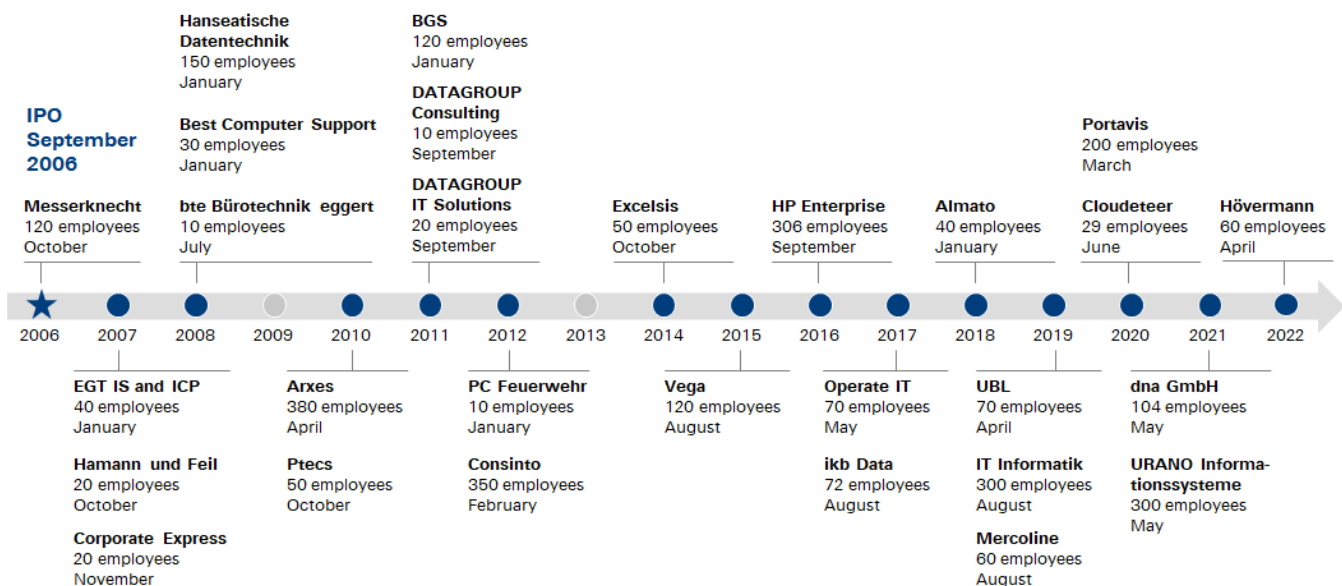 Hanseatische
Datentechnik
150 employees
January
BGS
120 employees
January
IPO
September
2006
Best Computer Support
30 employees
January
DATAGROUP
Consulting
10 employees
September
Portavis
200 employees
March
Messerknecht
120 employees
October
bte Bürotechnik eggert
10 employees
July
DATAGROUP
IT Solutions
20 employees
September
Excelsis
50 employees
October
HP Enterprise
306 employees
September
Almato
40 employees
January
Cloudeteer
29 employees
June
Hövermann
60 employees
April
2006 2007 2008 2009 2010 2011 2012 2013 2014 2015 2016 2017 2018 2019 2020 2021 2022
EGT IS and ICP
40 employees
January
Hamann und Feil
20 employees
October
Corporate Express
20 employees
November
Arxes
380 employees
April
Ptecs
50 employees
October
PC Feuerwehr
10 employees
January
Consinto
350 employees
February
Vega
120 employees
August
Operate IT
70 employees
May
ikb Data
72 employees
August
UBL
70 employees
April
IT Informatik
300 employees
August
Mercoline
60 employees
August
dna GmbH
104 employees
May
URANO Informa-
tionssysteme
300 employees
May